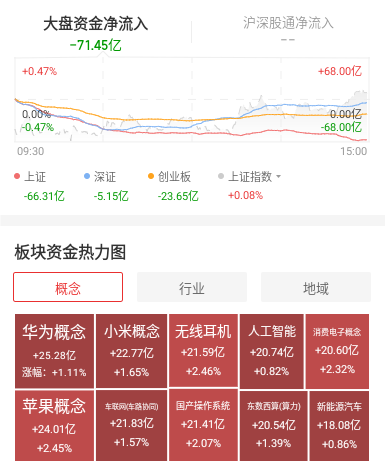 大盘资金净流入 沪深股通净流入
-71.45亿 --
+0.47% +68.00亿
0.00% 0.00亿
-0.47% -68.00亿
09:30 15:00
上证 深证 创业板 上证指数
-66.31亿 -5.15亿 -23.65亿 +0.08%
板块资金热力图
概念 行业 地域
华为概念 小米概念 无线耳机 人工智能 消费电子概念
+25.28亿 +22.77亿 +21.59亿 +20.74亿 +20.60亿
涨幅：+1.11% +1.65% +2.46% +0.82% +2.32%
苹果概念 车联网(车路协同) 国产操作系统 东数西算(算力) 新能源汽车
+24.01亿 +21.83亿 +21.41亿 +20.54亿 +18.08亿
+2.45% +1.57% +2.07% +1.39% +0.86%